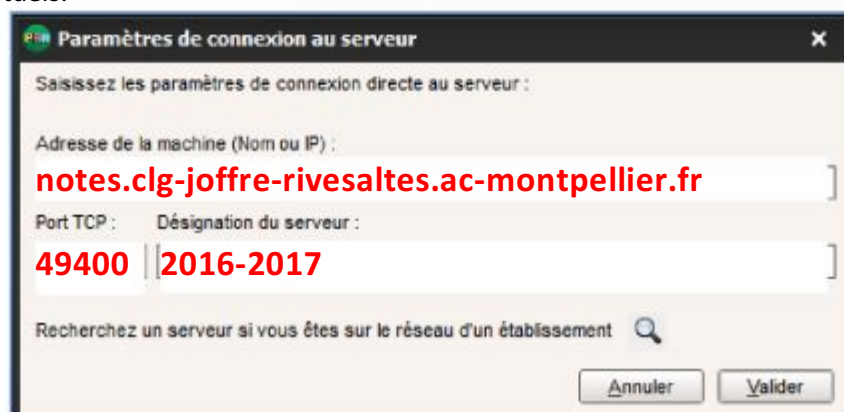 Paramètres de connexion au serveur
Saisissez les paramètres de connexion directe au serveur :
Adresse de la machine (Nom ou IP) :
notes.clg-joffre-rivesaltes.ac-montpellier.fr
Port TCP : Désignation du serveur :
49400 2016-2017
Recherchez un serveur si vous êtes sur le réseau d'un établissement
Annuler Valider